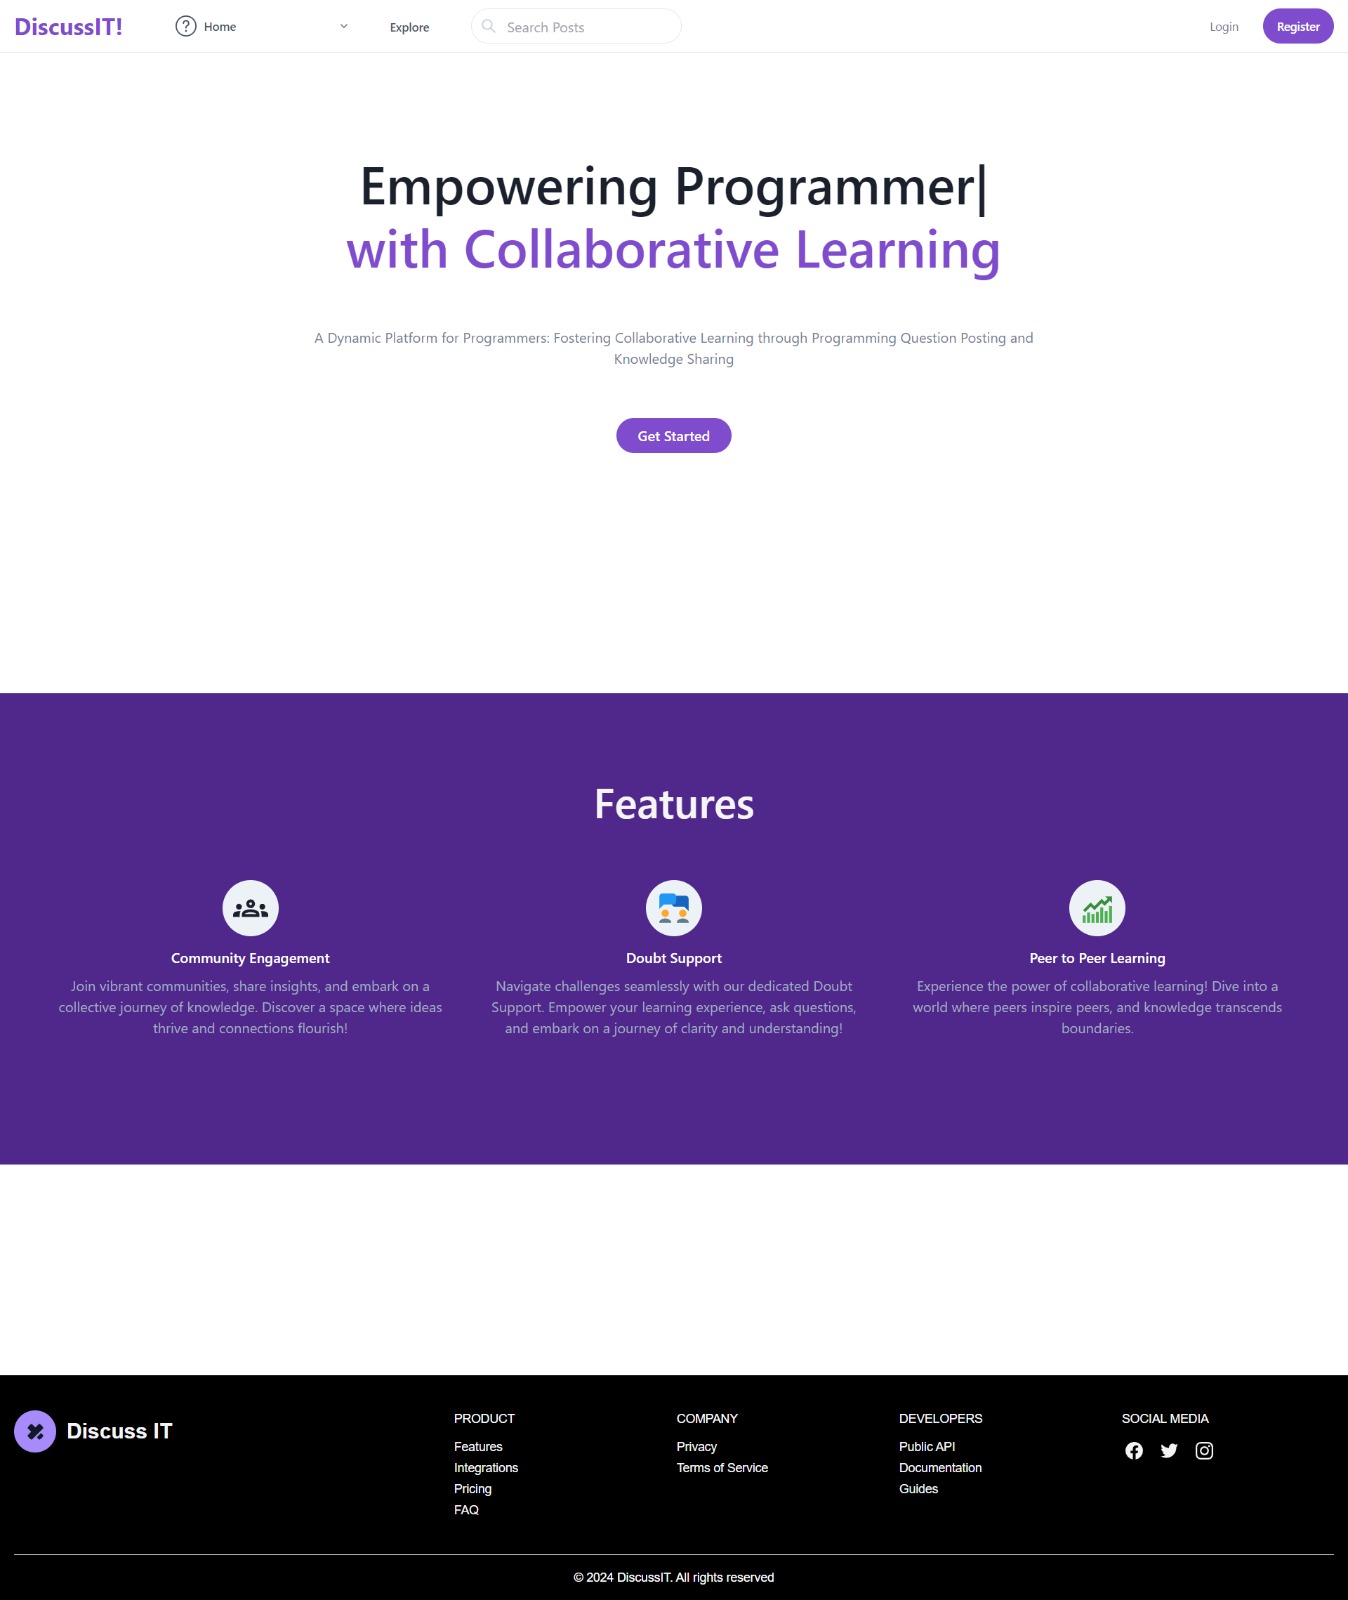 DiscussIT!
Home
Explore
Search Posts
Login
Register
Empowering Programmer|
with Collaborative Learning
A Dynamic Platform for Programmers: Fostering Collaborative Learning through Programming Question Posting and
Knowledge Sharing
Get Started
Features
Community Engagement
Join vibrant communities, share insights, and embark on a
collective journey of knowledge. Discover a space where ideas
thrive and connections flourish!
Doubt Support
Navigate challenges seamlessly with our dedicated Doubt
Support. Empower your learning experience, ask questions,
and embark on a journey of clarity and understanding!
Peer to Peer Learning
Experience the power of collaborative learning! Dive into a
world where peers inspire peers, and knowledge transcends
boundaries.
Discuss IT
PRODUCT
Features
Integrations
Pricing
FAQ
COMPANY
Privacy
Terms of Service
DEVELOPERS
Public API
Documentation
Guides
SOCIAL MEDIA
© 2024 DiscussIT. All rights reserved